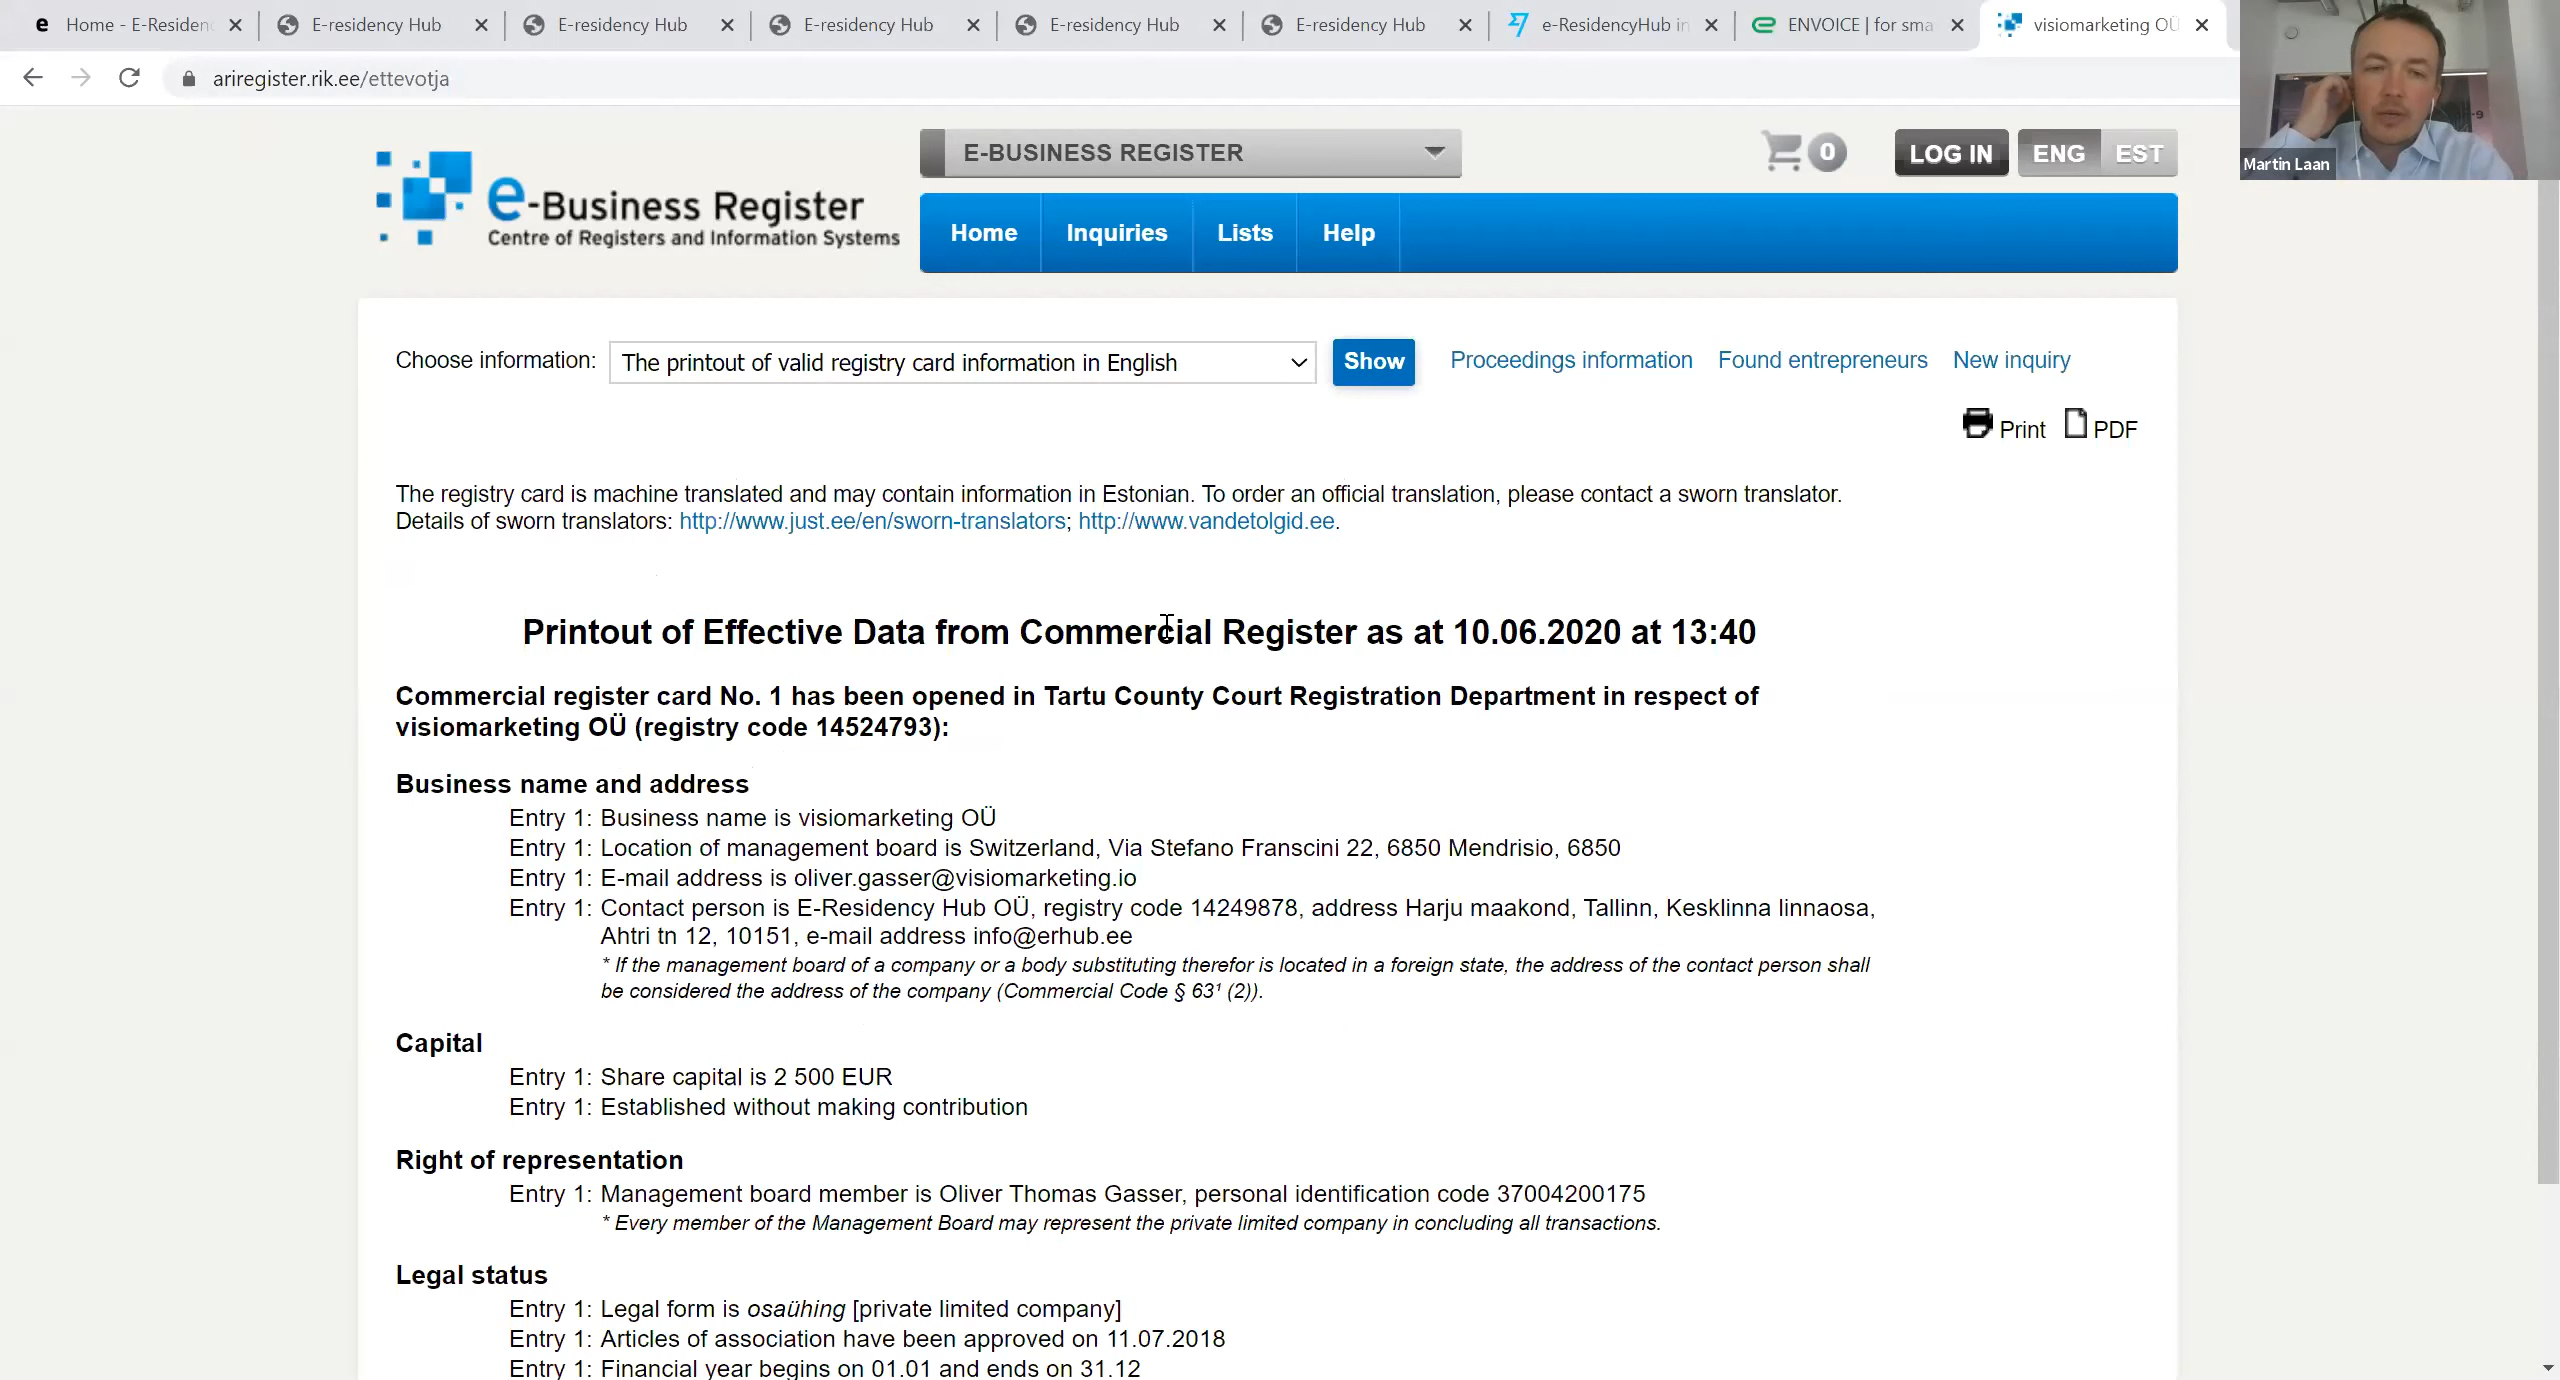 Home - E-Residen
E-residency Hub
E-residency Hub
E-residency Hub
E-residency Hub
E-residency Hub
e-ResidencyHub in
ENVOICE | for sma
visiomarketing OÜ
ariregister.rik.ee/ettevotja
Martin Laan
e-Business Register
Centre of Registers and Information Systems
E-BUSINESS REGISTER
0
LOG IN
ENG
EST
Home
Inquiries
Lists
Help
Choose information:
The printout of valid registry card information in English
Show
Proceedings information
Found entrepreneurs
New inquiry
Print
PDF
The registry card is machine translated and may contain information in Estonian. To order an official translation, please contact a sworn translator.
Details of sworn translators: http://www.just.ee/en/sworn-translators; http://www.vandetolgid.ee.
Printout of Effective Data from Commercial Register as at 10.06.2020 at 13:40
Commercial register card No. 1 has been opened in Tartu County Court Registration Department in respect of
visiomarketing OÜ (registry code 14524793):
Business name and address
Entry 1: Business name is visiomarketing OÜ
Entry 1: Location of management board is Switzerland, Via Stefano Franscini 22, 6850 Mendrisio, 6850
Entry 1: E-mail address is oliver.gasser@visiomarketing.io
Entry 1: Contact person is E-Residency Hub OÜ, registry code 14249878, address Harju maakond, Tallinn, Kesklinna linnaosa,
Ahtri tn 12, 10151, e-mail address info@erhub.ee
* If the management board of a company or a body substituting therefor is located in a foreign state, the address of the contact person shall
be considered the address of the company (Commercial Code § 63¹ (2)).
Capital
Entry 1: Share capital is 2 500 EUR
Entry 1: Established without making contribution
Right of representation
Entry 1: Management board member is Oliver Thomas Gasser, personal identification code 37004200175
* Every member of the Management Board may represent the private limited company in concluding all transactions.
Legal status
Entry 1: Legal form is osaühing [private limited company]
Entry 1: Articles of association have been approved on 11.07.2018
Entry 1: Financial year begins on 01.01 and ends on 31.12